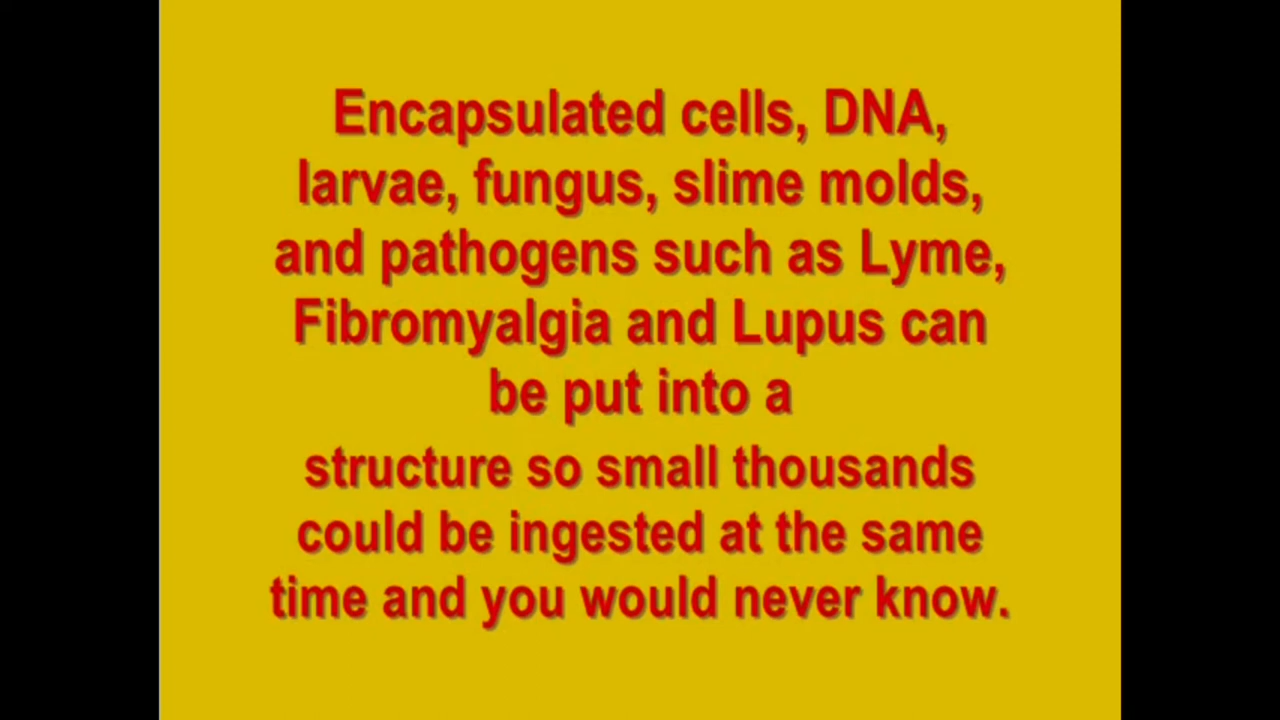 Encapsulated cells, DNA,
larvae, fungus, slime molds,
and pathogens such as Lyme,
Fibromyalgia and Lupus can
be put into a
structure so small thousands
could be ingested at the same
time and you would never know.